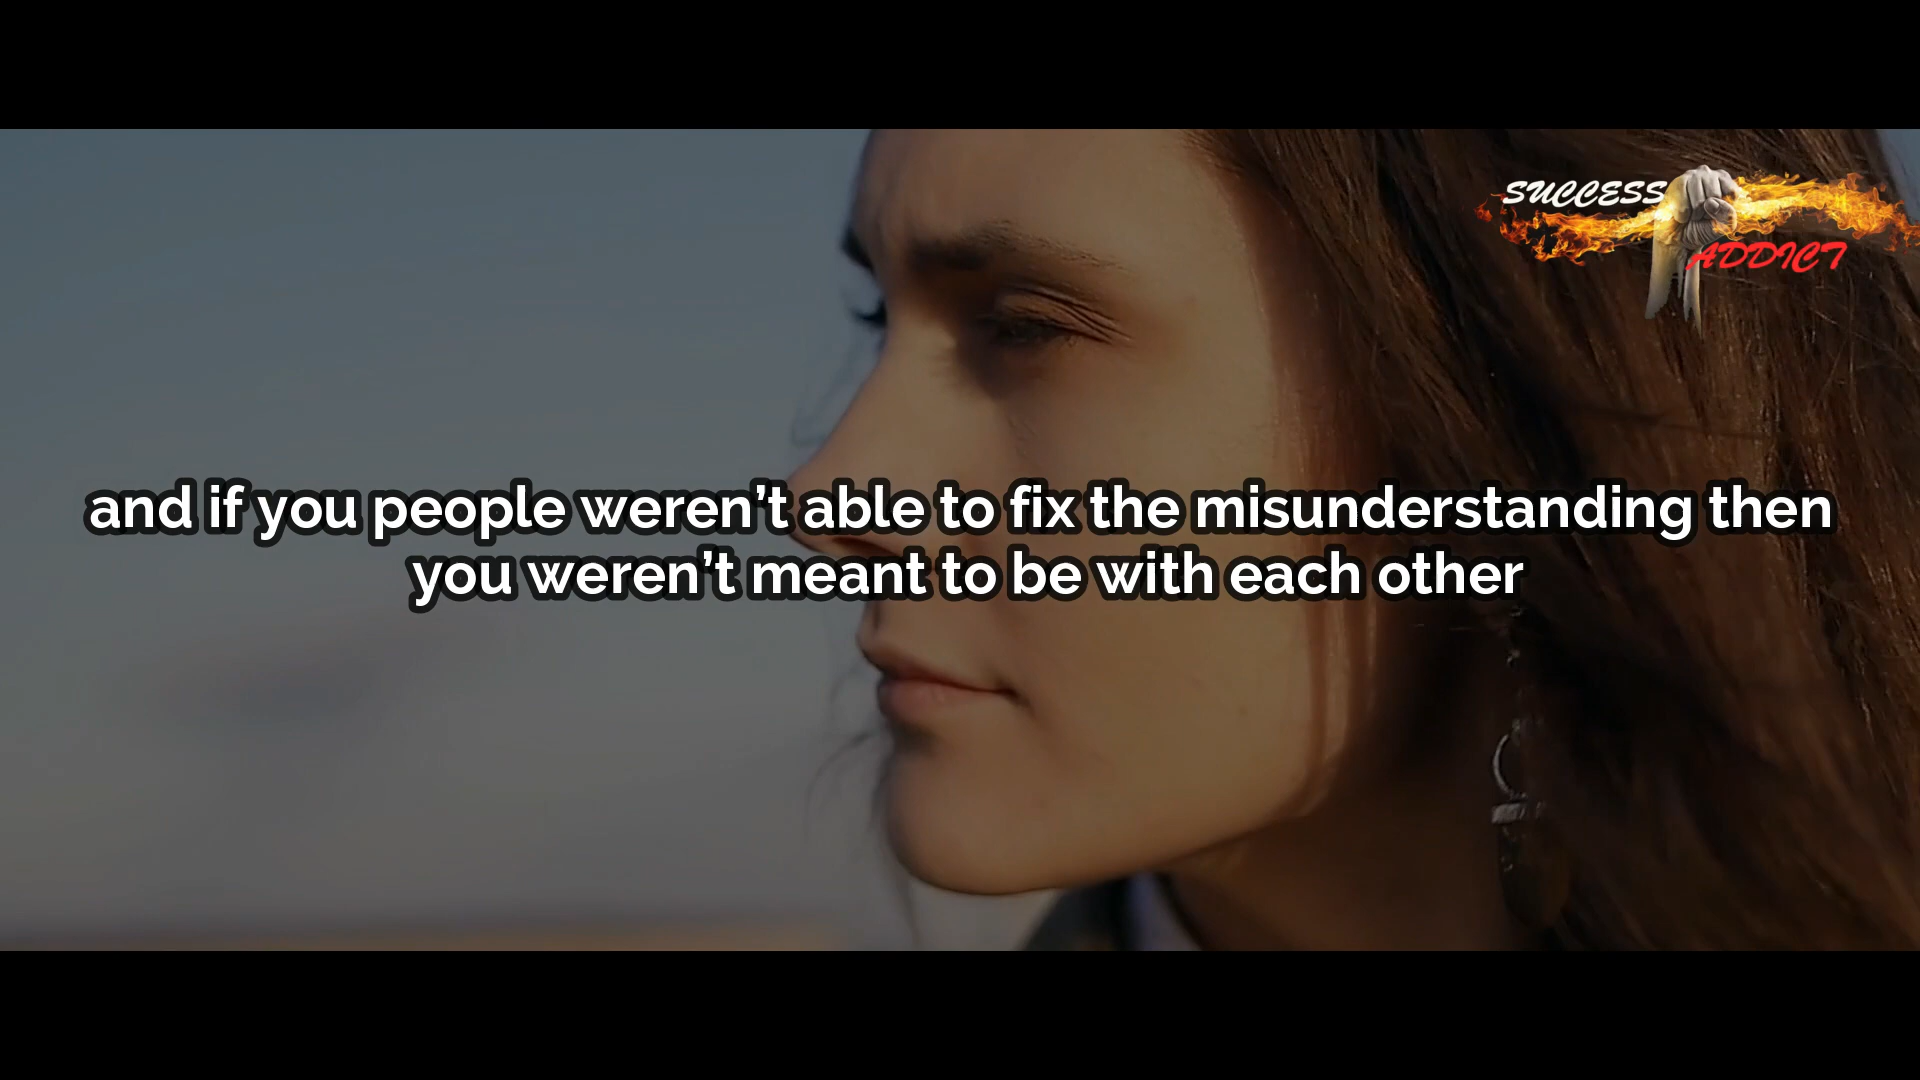 SUCCESS
ADDICT
and if you people weren’t able to fix the misunderstanding then
you weren’t meant to be with each other